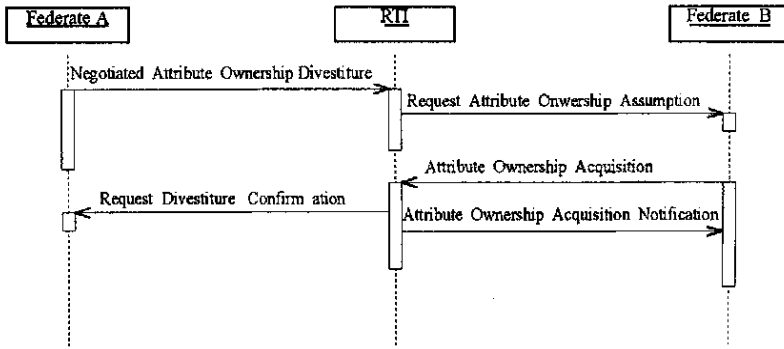 Federate A
RTI
Federate B
Negotiated Attribute Ownership Divestiture
Request Attribute Onwership Assumption
Attribute Ownership Acquisition
Request Divestiture Confirm ation
Attribute Ownership Acquisition Notification